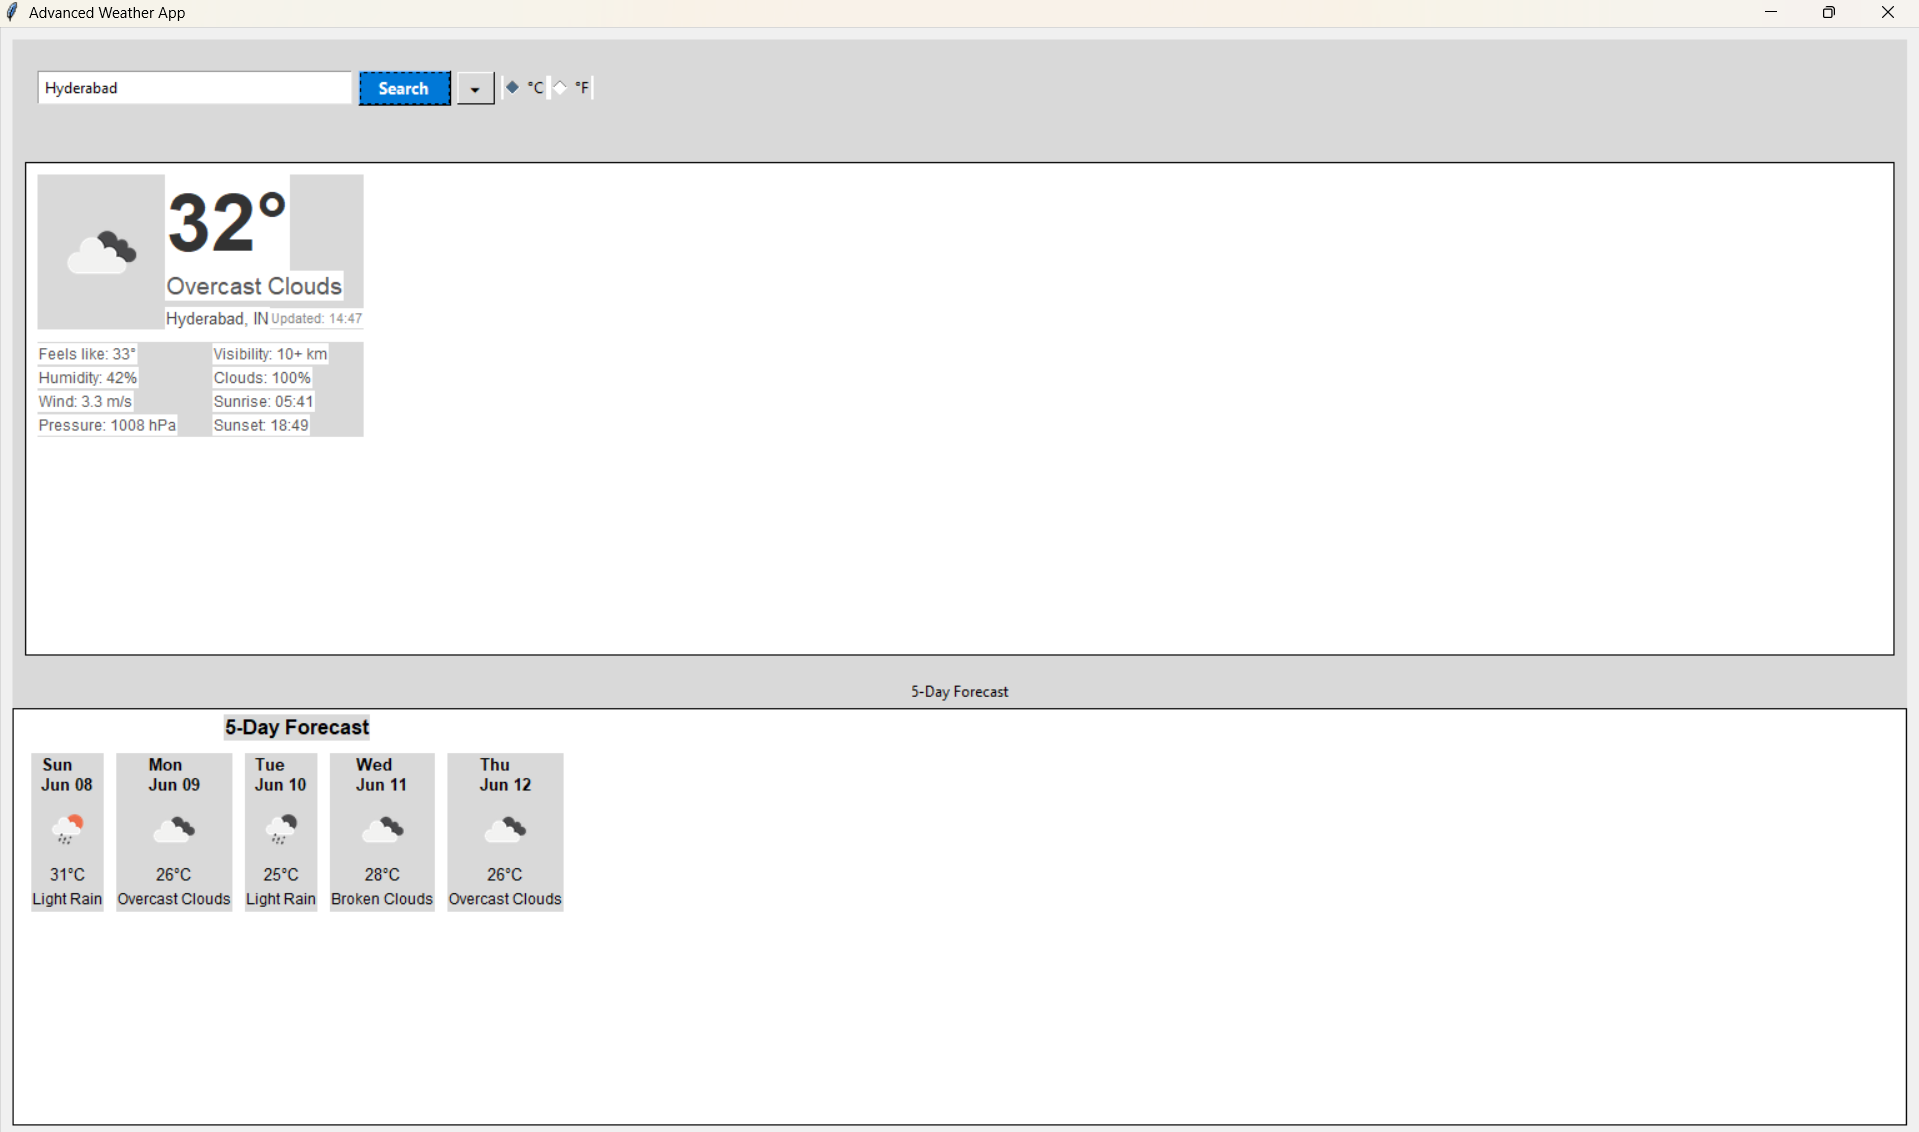 Advanced Weather App
Hyderabad Search °C °F
32°
Overcast Clouds
Hyderabad, IN Updated: 14:47
Feels like: 33° Visibility: 10+ km
Humidity: 42% Clouds: 100%
Wind: 3.3 m/s Sunrise: 05:41
Pressure: 1008 hPa Sunset: 18:49
5-Day Forecast
5-Day Forecast
Sun Mon Tue Wed Thu
Jun 08 Jun 09 Jun 10 Jun 11 Jun 12
31°C 26°C 25°C 28°C 26°C
Light Rain Overcast Clouds Light Rain Broken Clouds Overcast Clouds